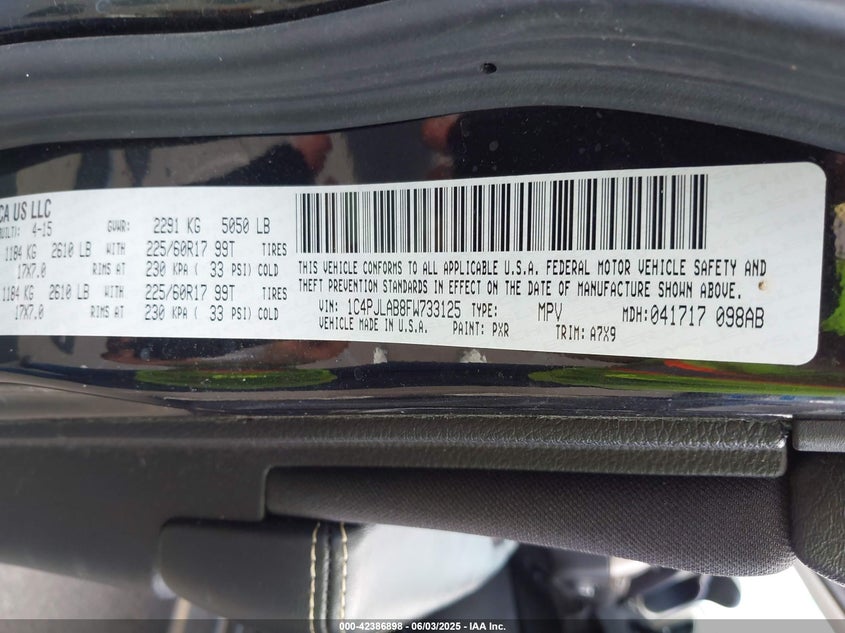 CA US LLC
BUILT: 4-15 GVWR: 2291 KG 5050 LB
1184 KG 2610 LB WITH 225/60R17 99T TIRES
17X7.0 RIMS AT 230 KPA ( 33 PSI) COLD
1184 KG 2610 LB WITH 225/60R17 99T TIRES
17X7.0 RIMS AT 230 KPA ( 33 PSI) COLD
THIS VEHICLE CONFORMS TO ALL APPLICABLE U.S.A. FEDERAL MOTOR VEHICLE SAFETY AND
THEFT PREVENTION STANDARDS IN EFFECT ON THE DATE OF MANUFACTURE SHOWN ABOVE.
VIN: 1C4PJLAB8FW733125 TYPE: MPV MDH: 041717 098AB
VEHICLE MADE IN U.S.A. PAINT: PXR TRIM: A7X9
000-42386898 - 06/03/2025 - IAA Inc.